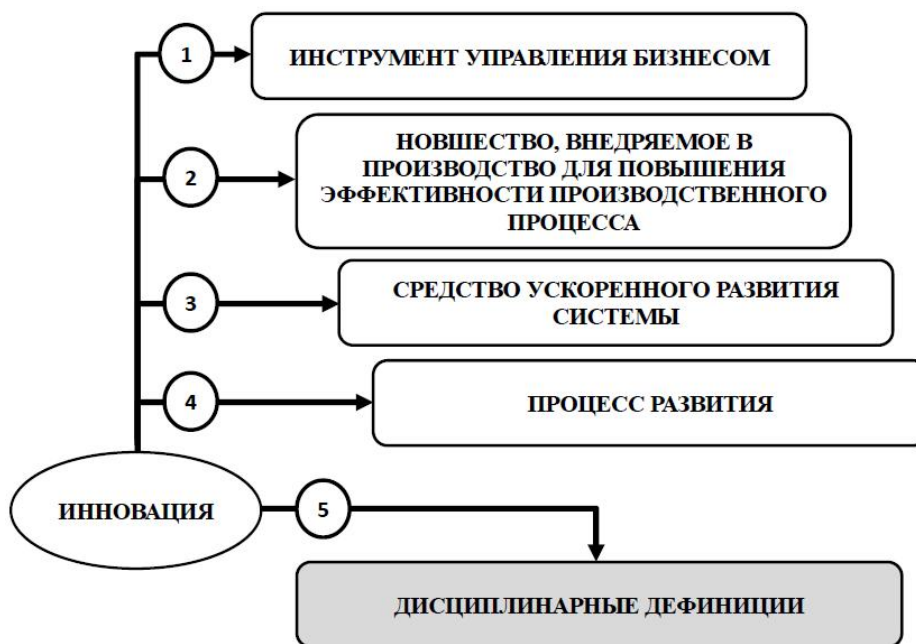 1
ИНСТРУМЕНТ УПРАВЛЕНИЯ БИЗНЕСОМ
2
НОВШЕСТВО, ВНЕДРЯЕМОЕ В
ПРОИЗВОДСТВО ДЛЯ ПОВЫШЕНИЯ
ЭФФЕКТИВНОСТИ ПРОИЗВОДСТВЕННОГО
ПРОЦЕССА
3
СРЕДСТВО УСКОРЕННОГО РАЗВИТИЯ
СИСТЕМЫ
4
ПРОЦЕСС РАЗВИТИЯ
ИННОВАЦИЯ
5
ДИСЦИПЛИНАРНЫЕ ДЕФИНИЦИИ